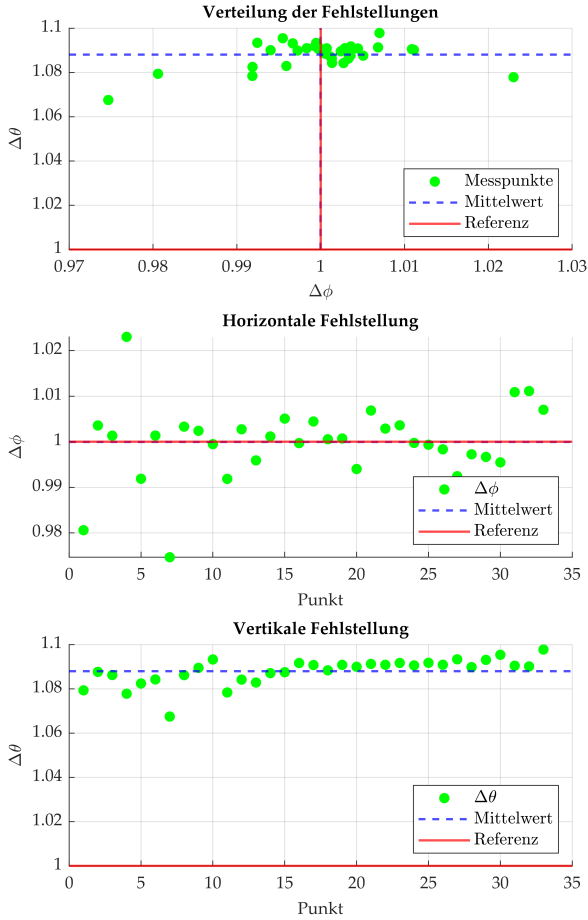 Verteilung der Fehlstellungen
1.1
1.08
1.06
1.04
1.02
1
Δθ
0.97 0.98 0.99 1 1.01 1.02 1.03
Δϕ
Messpunkte
Mittelwert
Referenz
Horizontale Fehlstellung
1.02
1.01
1
0.99
0.98
Δϕ
0 5 10 15 20 25 30 35
Punkt
Δϕ
Mittelwert
Referenz
Vertikale Fehlstellung
1.1
1.08
1.06
1.04
1.02
1
Δθ
0 5 10 15 20 25 30 35
Punkt
Δθ
Mittelwert
Referenz